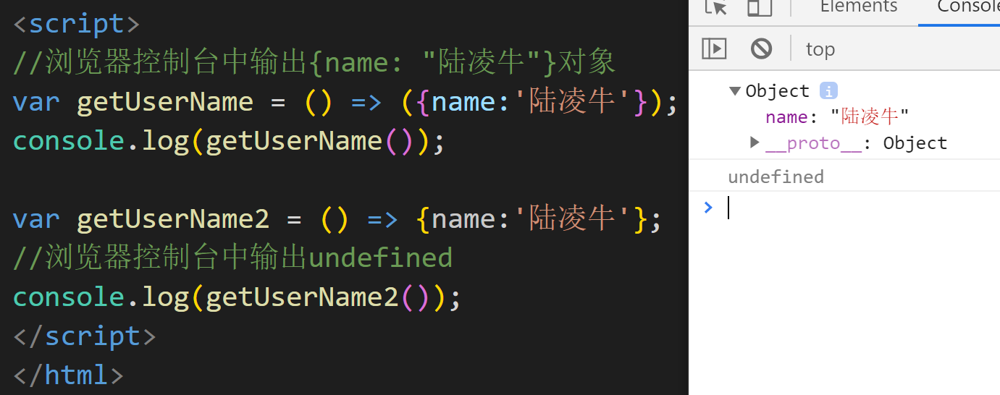 <script>
//浏览器控制台中输出{name: "陆凌牛"}对象
var getUserName = () => ({name:'陆凌牛'});
console.log(getUserName());
var getUserName2 = () => {name:'陆凌牛'};
//浏览器控制台中输出undefined
console.log(getUserName2());
</script>
</html>
Elements Console
top
▼Object i
name: "陆凌牛"
▶__proto__: Object
undefined
>